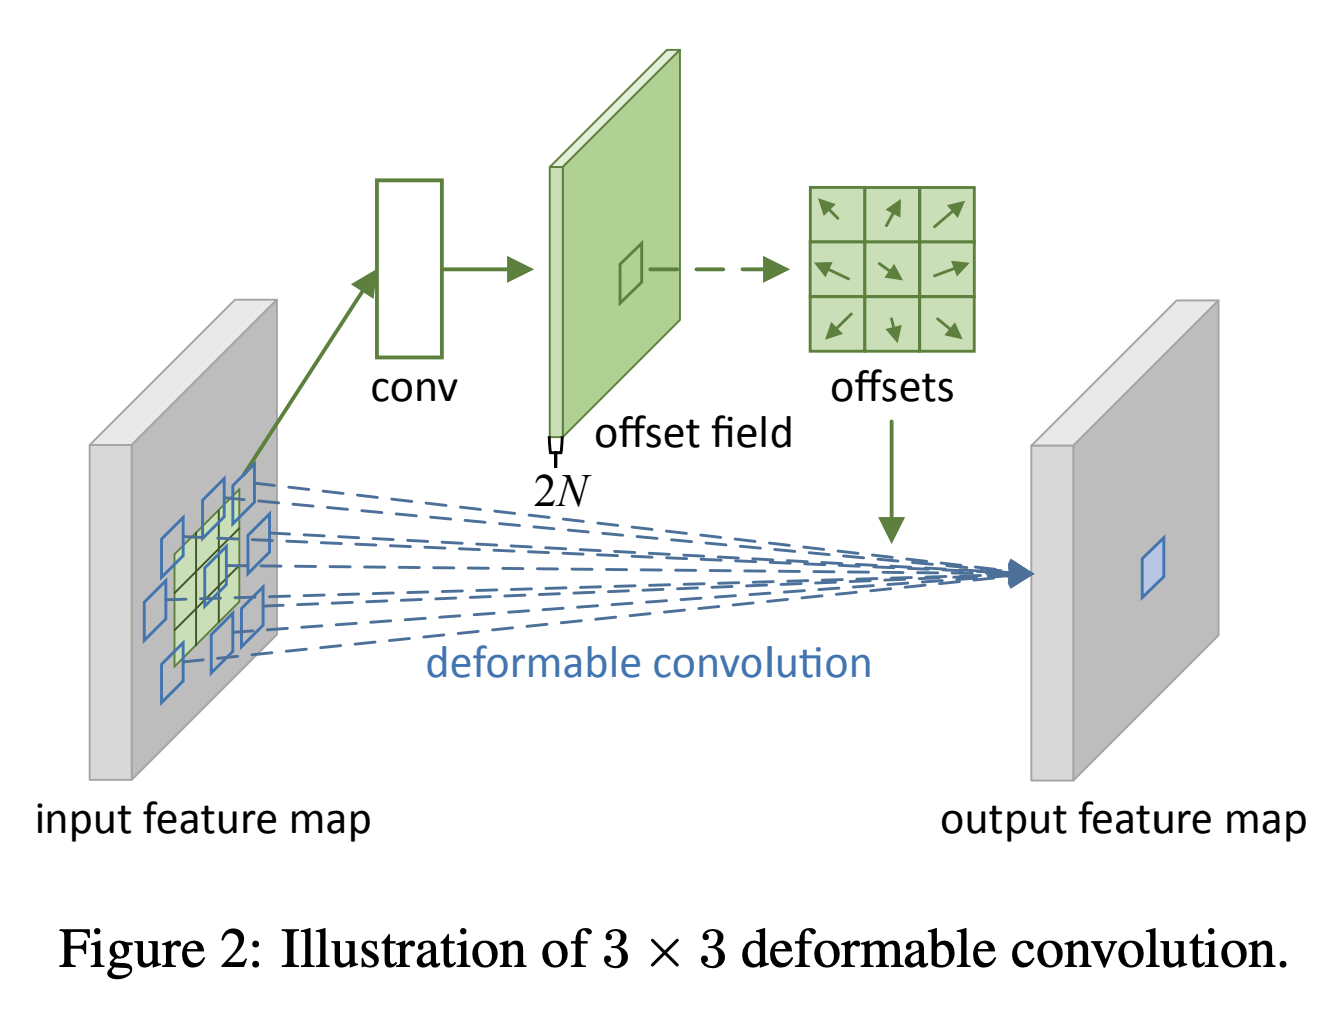 conv
offset field
2N
offsets
deformable convolution
input feature map
output feature map
Figure 2: Illustration of 3 × 3 deformable convolution.